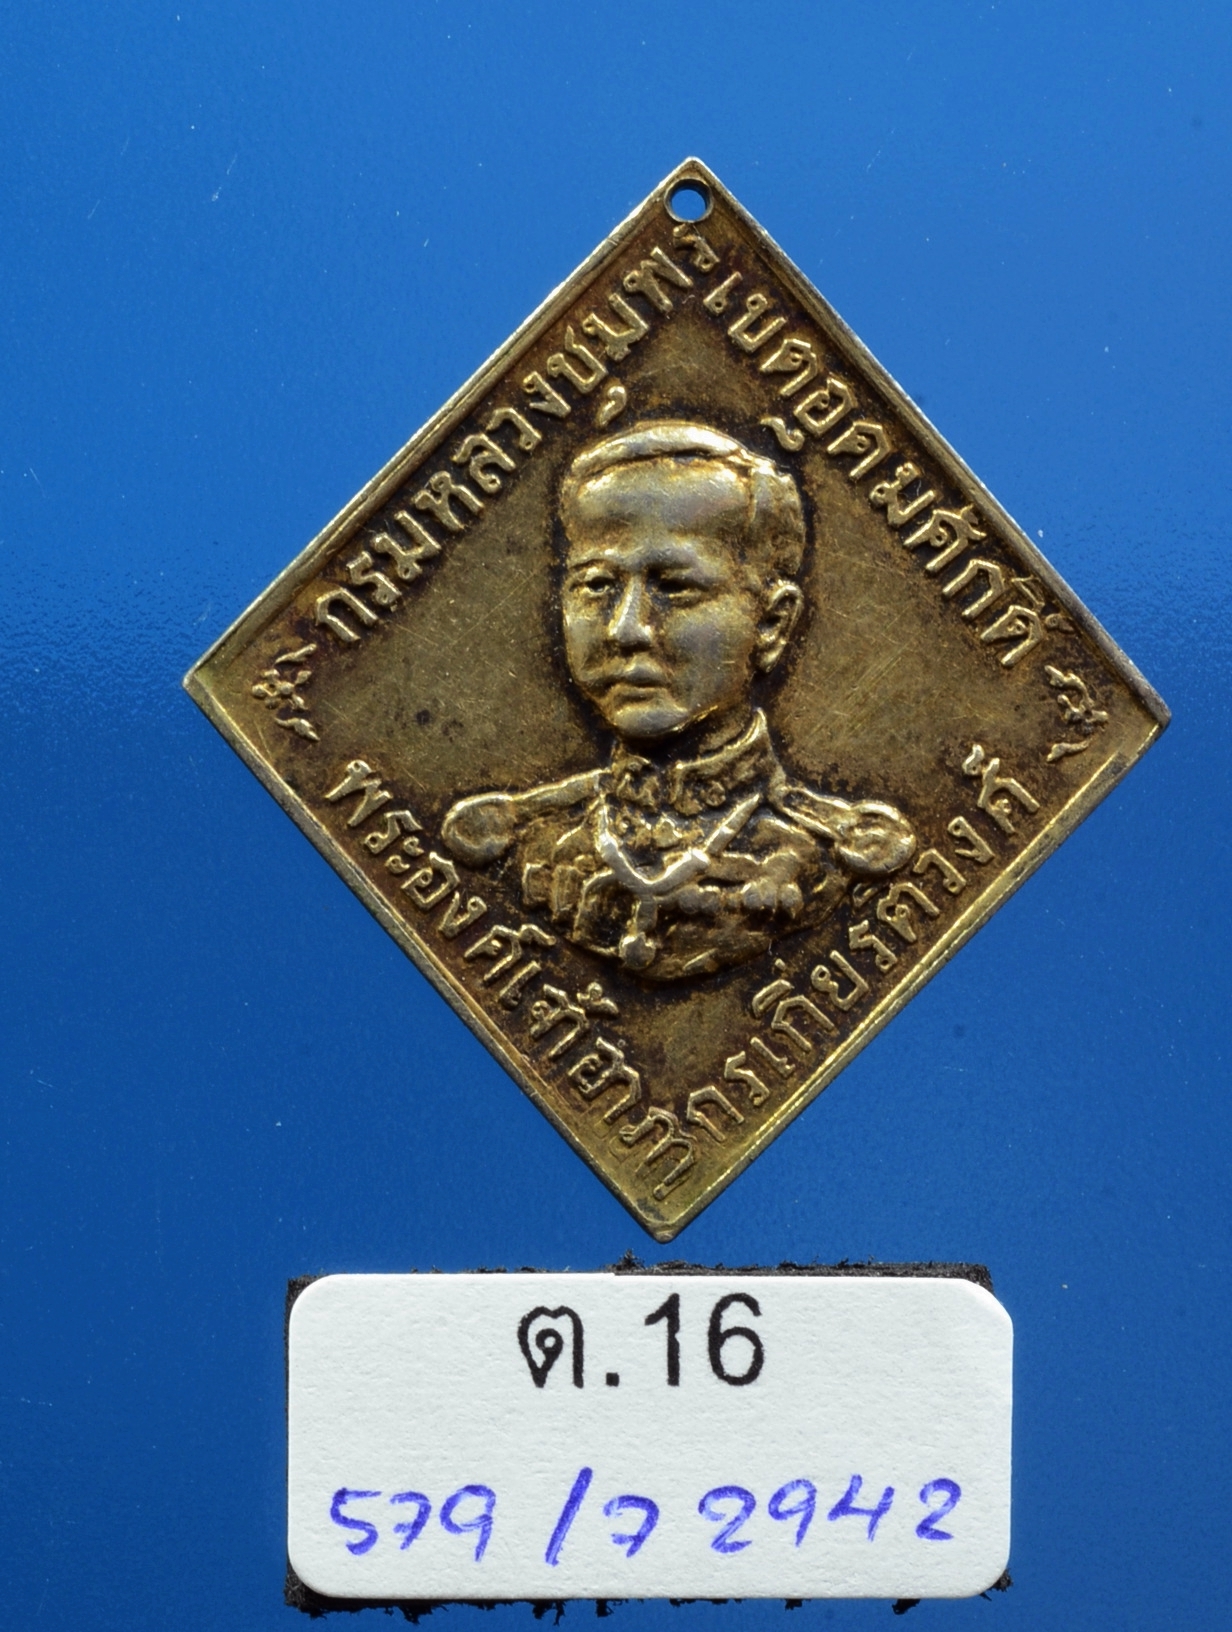 กรมหลวงชุมพรเขตอุดมศักดิ์
พระองค์เจ้าอาภากรเกียรติวงศ์
ต.16
579/72942